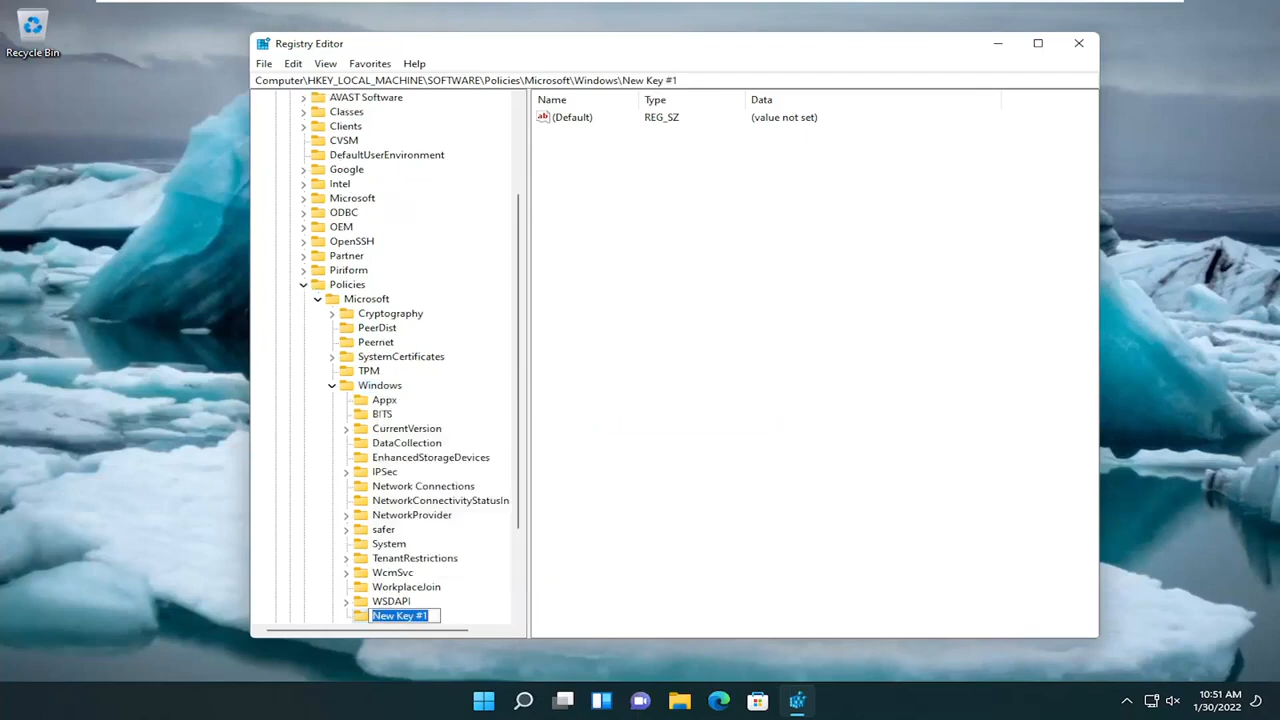 Recycle Bin
Registry Editor
File Edit View Favorites Help
Computer\HKEY_LOCAL_MACHINE\SOFTWARE\Policies\Microsoft\Windows\New Key #1
AVAST Software
Classes
Clients
CVSM
DefaultUserEnvironment
Google
Intel
Microsoft
ODBC
OEM
OpenSSH
Partner
Piriform
Policies
Microsoft
Cryptography
PeerDist
Peernet
SystemCertificates
TPM
Windows
Appx
BITS
CurrentVersion
DataCollection
EnhancedStorageDevices
IPSec
Network Connections
NetworkConnectivityStatusIn
NetworkProvider
safer
System
TenantRestrictions
WcmSvc
WorkplaceJoin
WSDAPI
New Key #1
Name Type Data
ab (Default) REG_SZ (value not set)
10:51 AM
1/30/2022